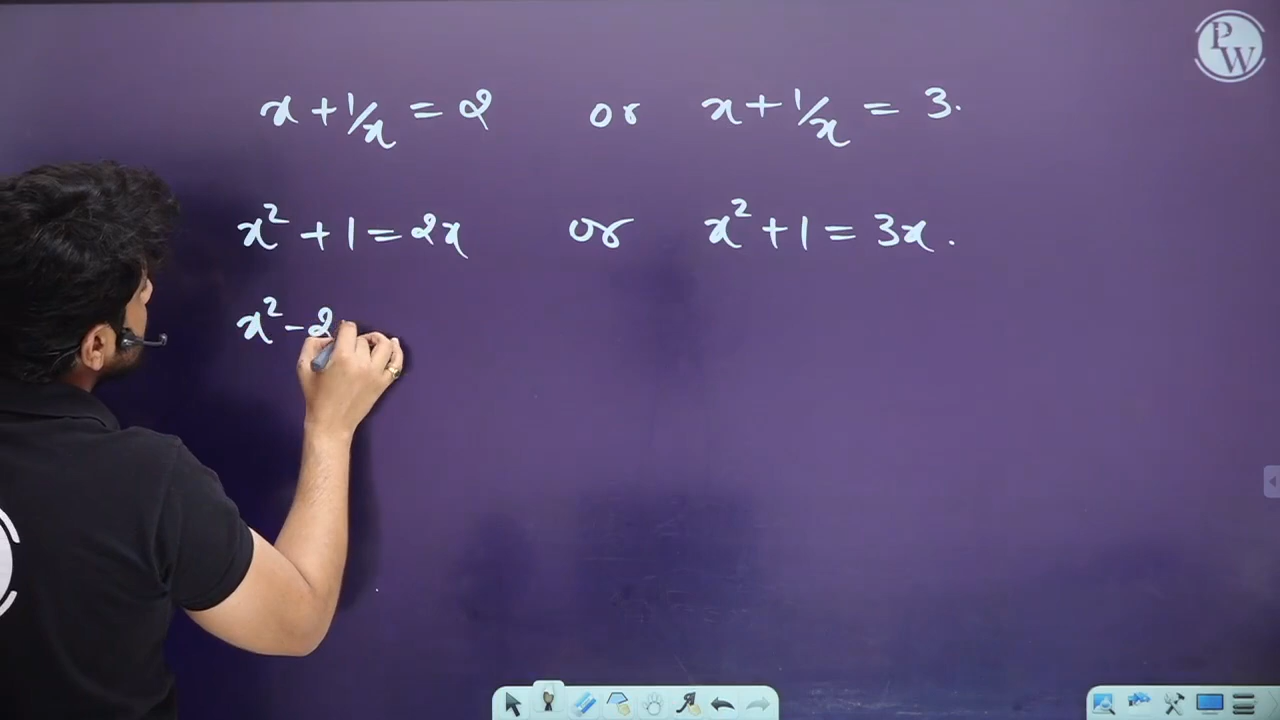 PW
x + 1/x = 2 or x + 1/x = 3.
x² + 1 = 2x or x² + 1 = 3x.
x² - 2